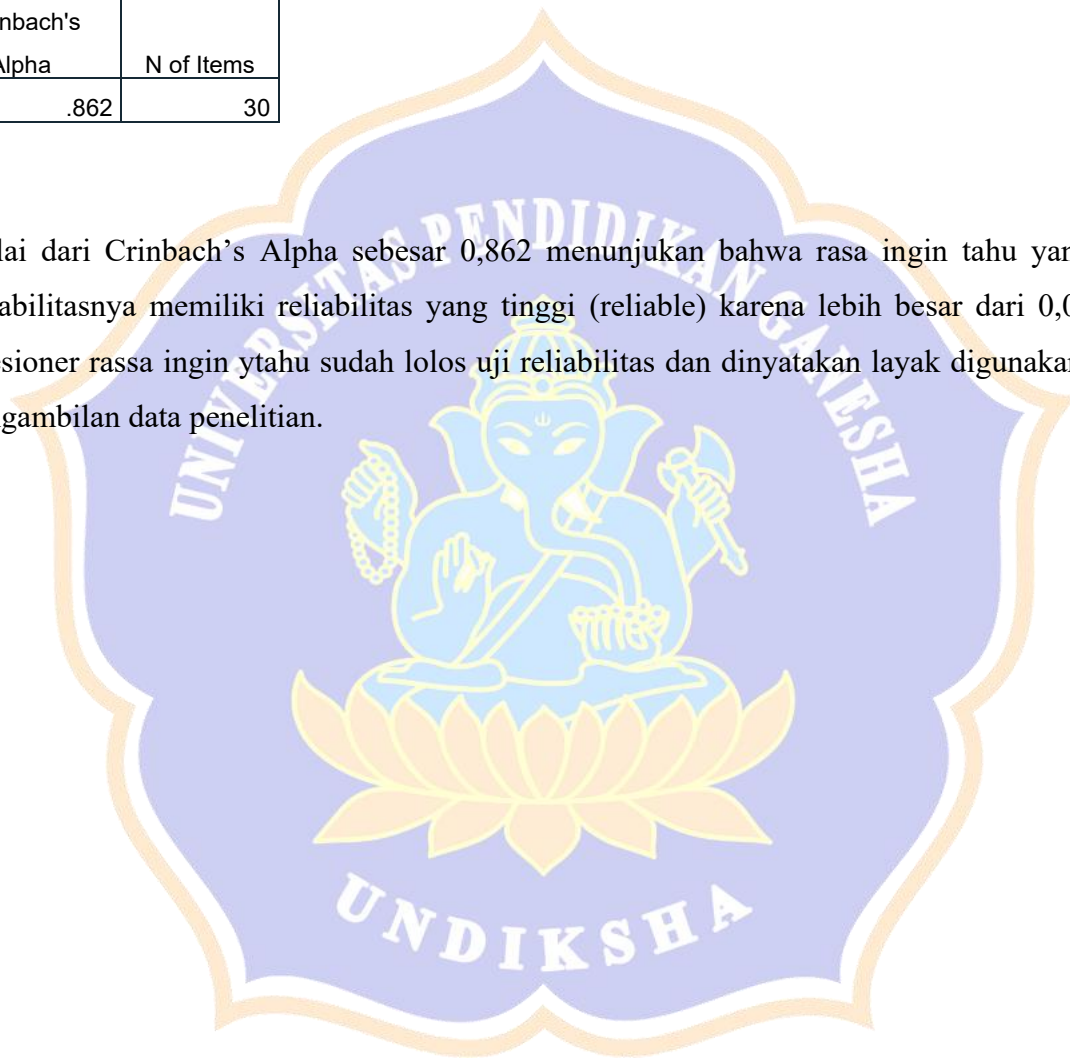 nbach's
Alpha N of Items
.862 30
lai dari Crinbach’s Alpha sebesar 0,862 menunjukan bahwa rasa ingin tahu yan
abilitasnya memiliki reliabilitas yang tinggi (reliable) karena lebih besar dari 0,0
esioner rassa ingin ytahu sudah lolos uji reliabilitas dan dinyatakan layak digunakan
ngambilan data penelitian.
UNIVERSITAS PENDIDIKAN GANESHA
UNDIKSHA